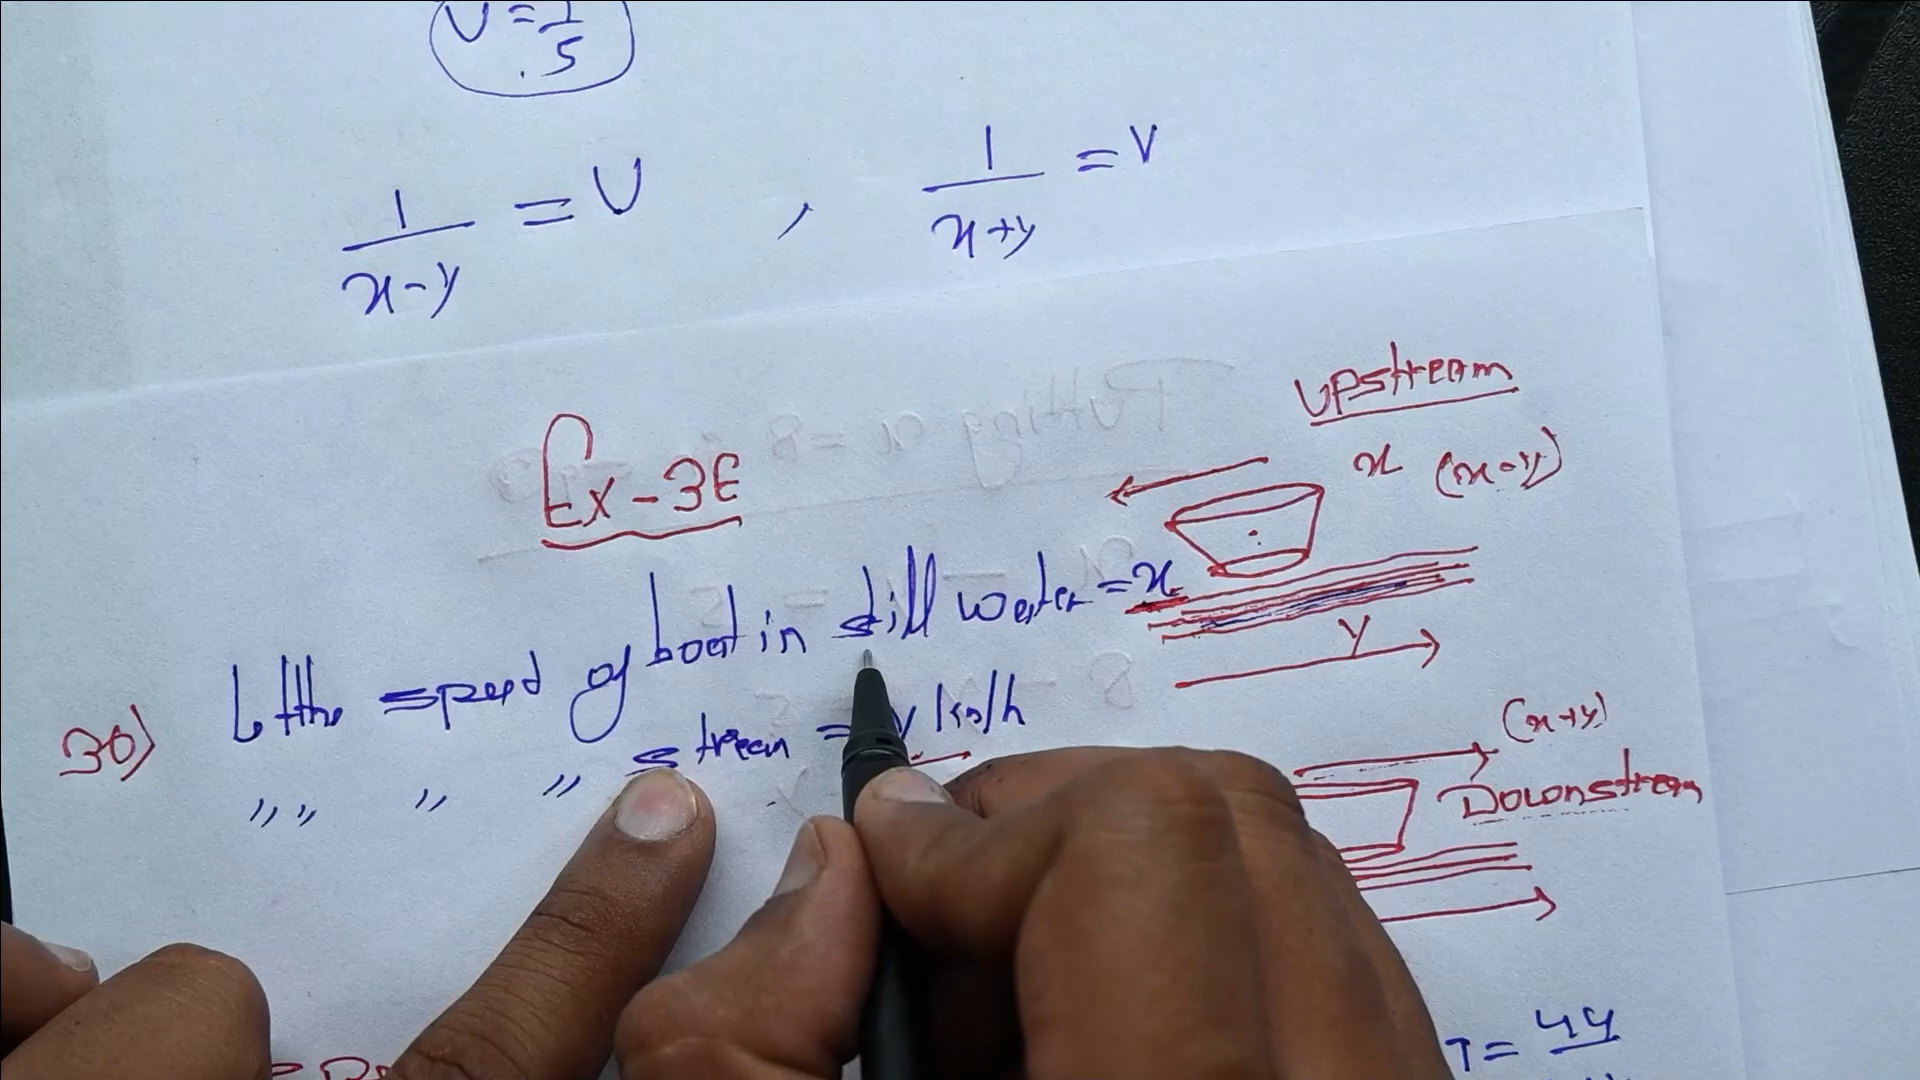 1/5
1/(x-y) = U , 1/(x+y) = V
Upstream
x (x-y)
Ex-3E
30) Let the speed of boat in still water = x
y
" " " " stream = y km/h
(x+y)
Downstream
T = 44